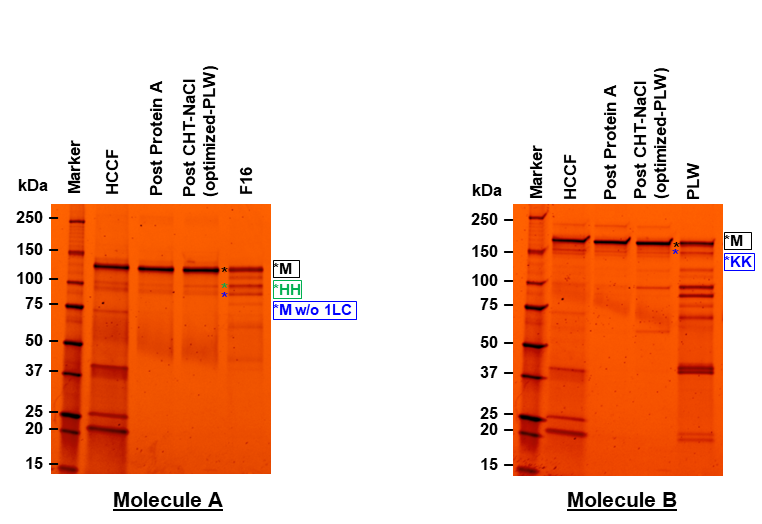 kDa
Marker
HCCF
Post Protein A
Post CHT-NaCl
(optimized-PLW)
F16
250
150
100
75
50
37
25
20
15
*M
*HH
*M w/o 1LC
*
*
*
Molecule A
kDa
Marker
HCCF
Post Protein A
Post CHT-NaCl
(optimized-PLW)
PLW
250
150
100
75
50
37
25
20
15
*M
*KK
*
*
Molecule B